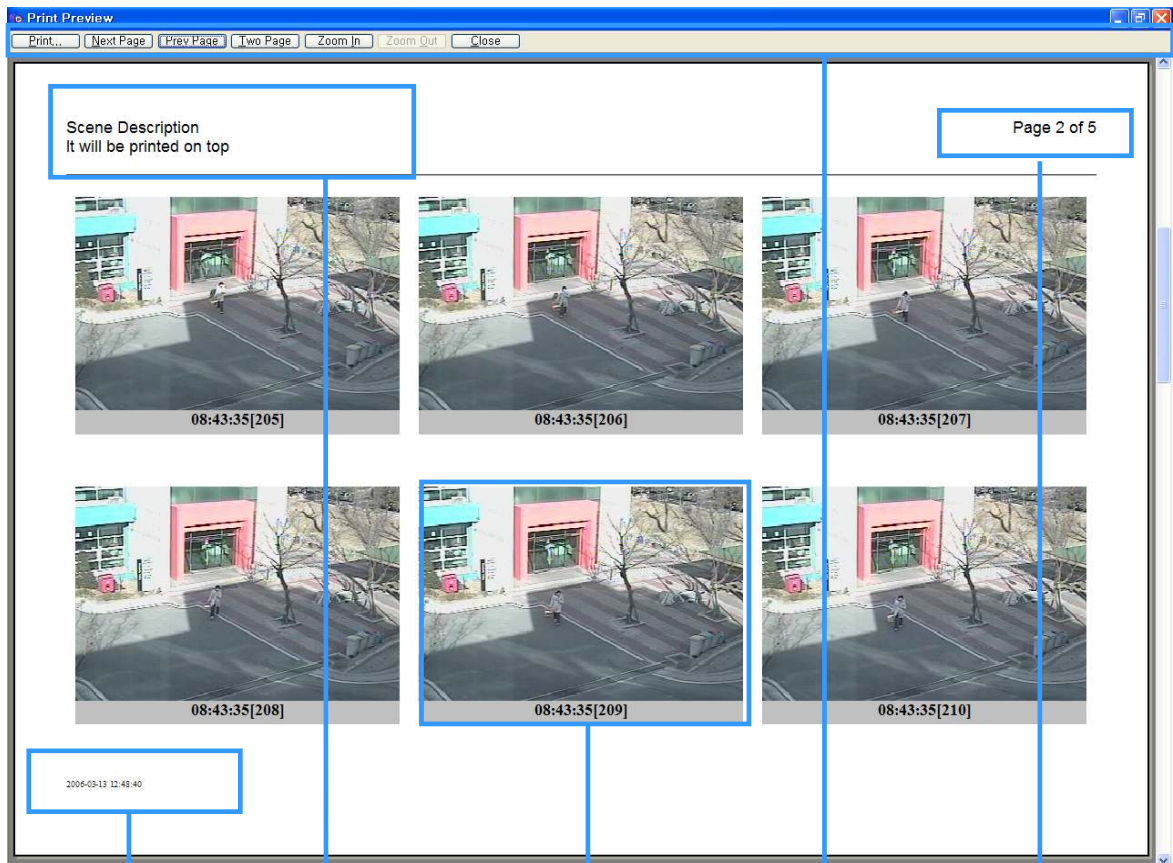 Print Preview
Print... Next Page Prev Page Two Page Zoom In Zoom Out Close
Scene Description
It will be printed on top
Page 2 of 5
08:43:35[205] 08:43:35[206] 08:43:35[207]
08:43:35[208] 08:43:35[209] 08:43:35[210]
2006-03-13 12:48:40